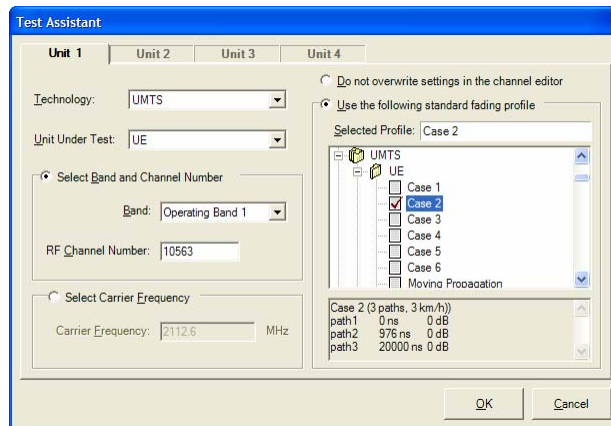 Test Assistant
Unit 1 Unit 2 Unit 3 Unit 4
Technology: UMTS
Unit Under Test: UE
Select Band and Channel Number
Band: Operating Band 1
RF Channel Number: 10563
Select Carrier Frequency
Carrier Frequency: 2112.6 MHz
Do not overwrite settings in the channel editor
Use the following standard fading profile
Selected Profile: Case 2
UMTS
UE
Case 1
Case 2
Case 3
Case 4
Case 5
Case 6
Moving Propagation
Case 2 (3 paths, 3 km/h))
path1 0 ns 0 dB
path2 976 ns 0 dB
path3 20000 ns 0 dB
OK Cancel